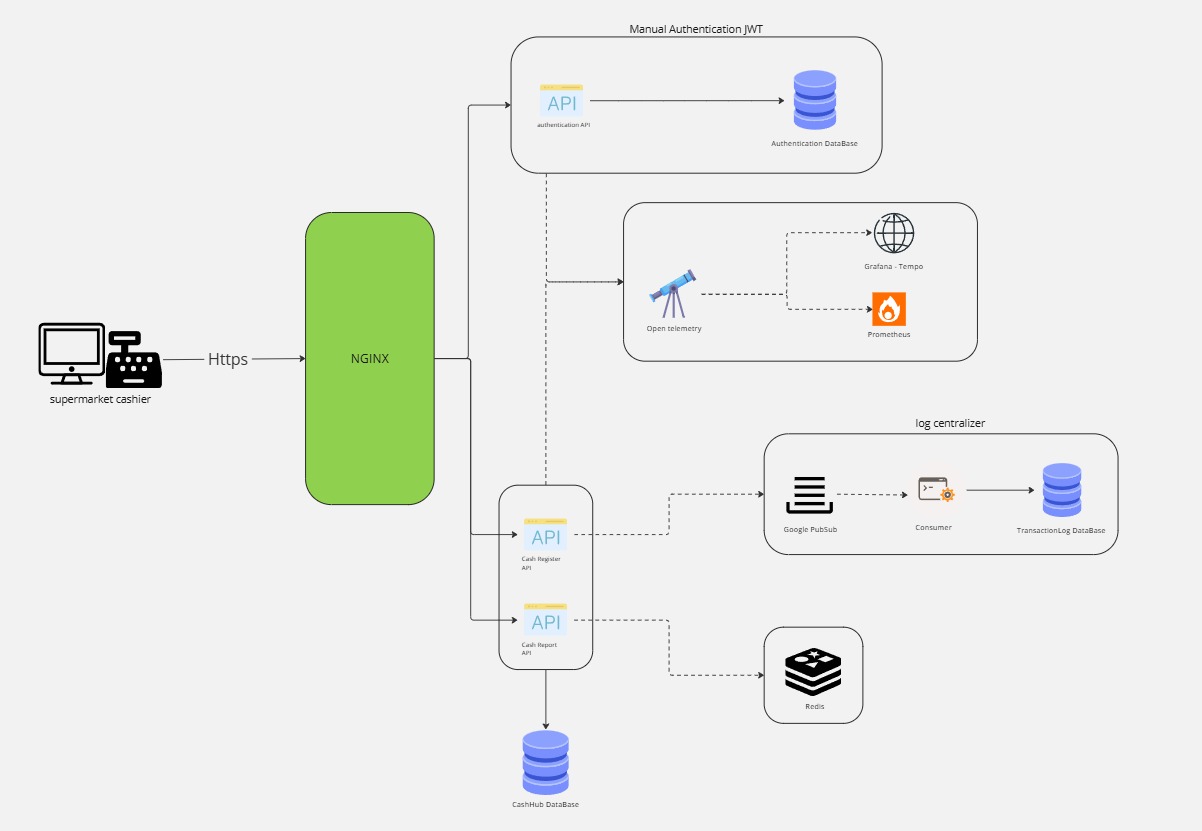 Manual Authentication JWT
API
authentication API
Authentication DataBase
Grafana - Tempo
Open telemetry
Prometheus
NGINX
Https
supermarket cashier
log centralizer
Google PubSub
Consumer
TransactionLog DataBase
API
Cash Register
API
API
Cash Report
API
Redis
CashHub DataBase